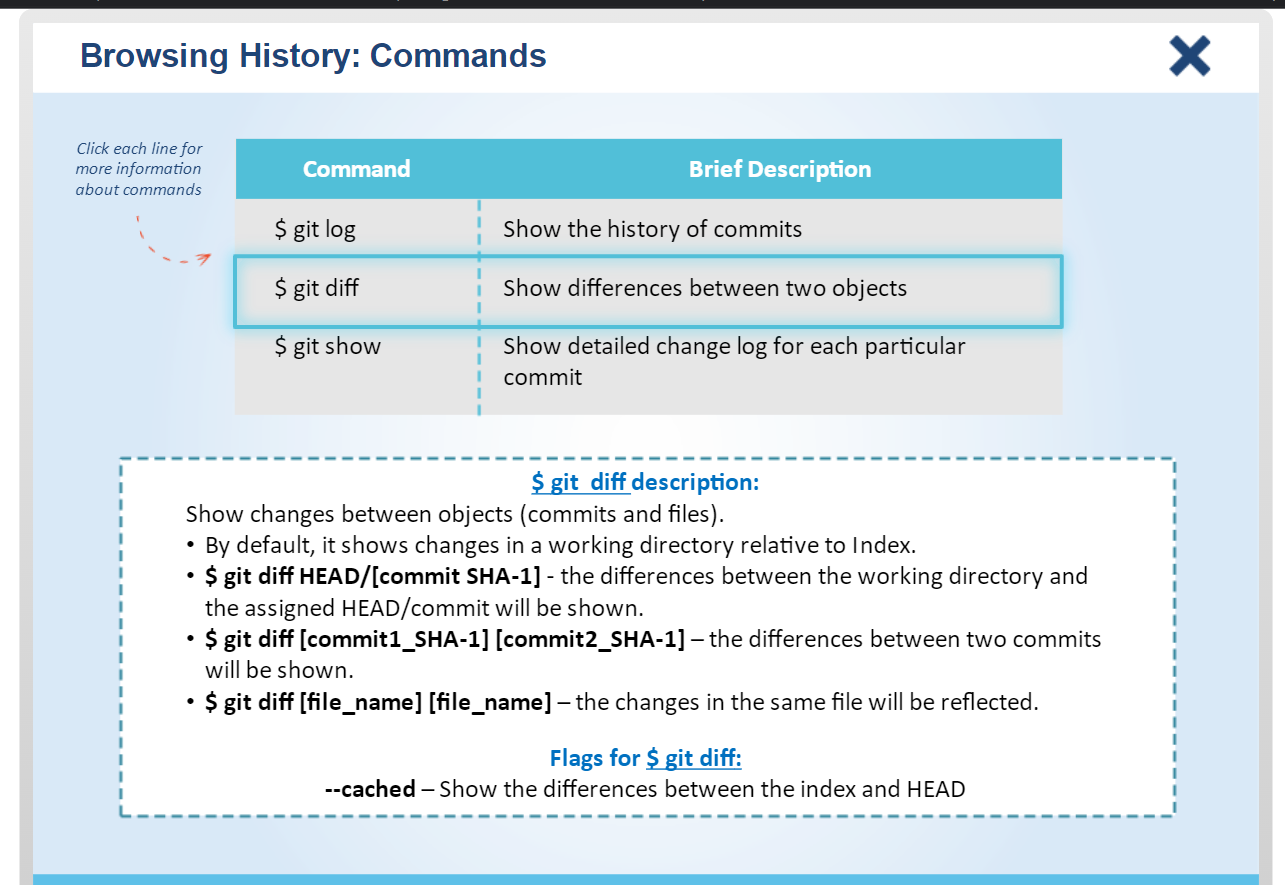 Browsing History: Commands
Click each line for
more information
about commands
Command Brief Description
$ git log Show the history of commits
$ git diff Show differences between two objects
$ git show Show detailed change log for each particular
commit
$ git diff description:
Show changes between objects (commits and files).
• By default, it shows changes in a working directory relative to Index.
• $ git diff HEAD/[commit SHA-1] - the differences between the working directory and
the assigned HEAD/commit will be shown.
• $ git diff [commit1_SHA-1] [commit2_SHA-1] – the differences between two commits
will be shown.
• $ git diff [file_name] [file_name] – the changes in the same file will be reflected.
Flags for $ git diff:
--cached – Show the differences between the index and HEAD